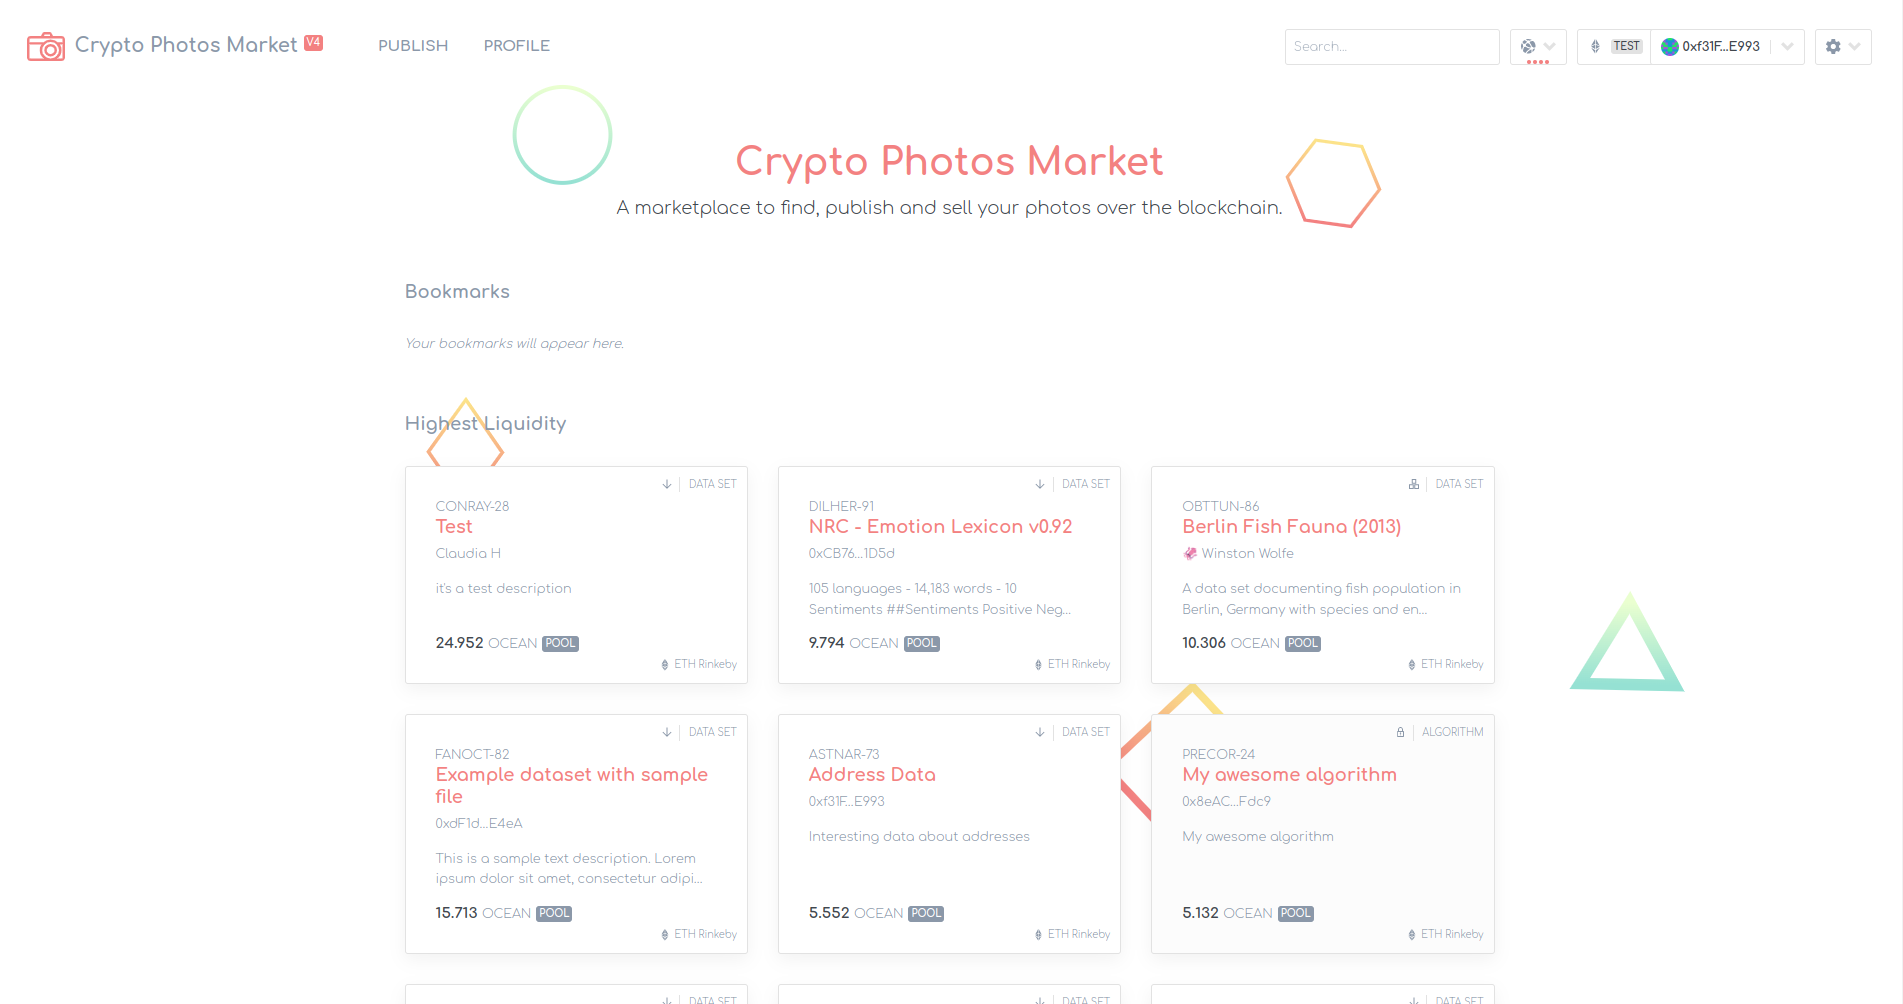 Crypto Photos Market V4
PUBLISH
PROFILE
Search...
TEST
0xf31F...E993
Crypto Photos Market
A marketplace to find, publish and sell your photos over the blockchain.
Bookmarks
Your bookmarks will appear here.
Highest Liquidity
DATA SET
CONRAY-28
Test
Claudia H
it's a test description
24.952 OCEAN POOL
ETH Rinkeby
DATA SET
DILHER-91
NRC - Emotion Lexicon v0.92
0xCB76...1D5d
105 languages - 14,183 words - 10
Sentiments ##Sentiments Positive Neg...
9.794 OCEAN POOL
ETH Rinkeby
DATA SET
OBTTUN-86
Berlin Fish Fauna (2013)
Winston Wolfe
A data set documenting fish population in
Berlin, Germany with species and en...
10.306 OCEAN POOL
ETH Rinkeby
DATA SET
FANOCT-82
Example dataset with sample
file
0xdF1d...E4eA
This is a sample text description. Lorem
ipsum dolor sit amet, consectetur adipi...
15.713 OCEAN POOL
ETH Rinkeby
DATA SET
ASTNAR-73
Address Data
0xf31F...E993
Interesting data about addresses
5.552 OCEAN POOL
ETH Rinkeby
ALGORITHM
PRECOR-24
My awesome algorithm
0x8eAC...Fdc9
My awesome algorithm
5.132 OCEAN POOL
ETH Rinkeby
DATA SET
DATA SET
DATA SET